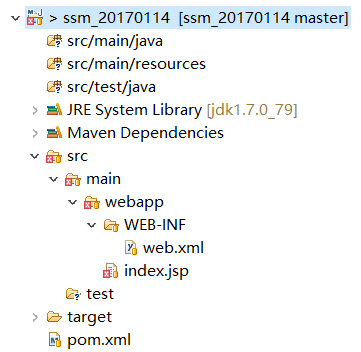 > ssm_20170114 [ssm_20170114 master]
src/main/java
src/main/resources
src/test/java
JRE System Library [jdk1.7.0_79]
Maven Dependencies
src
main
webapp
WEB-INF
web.xml
index.jsp
test
target
pom.xml